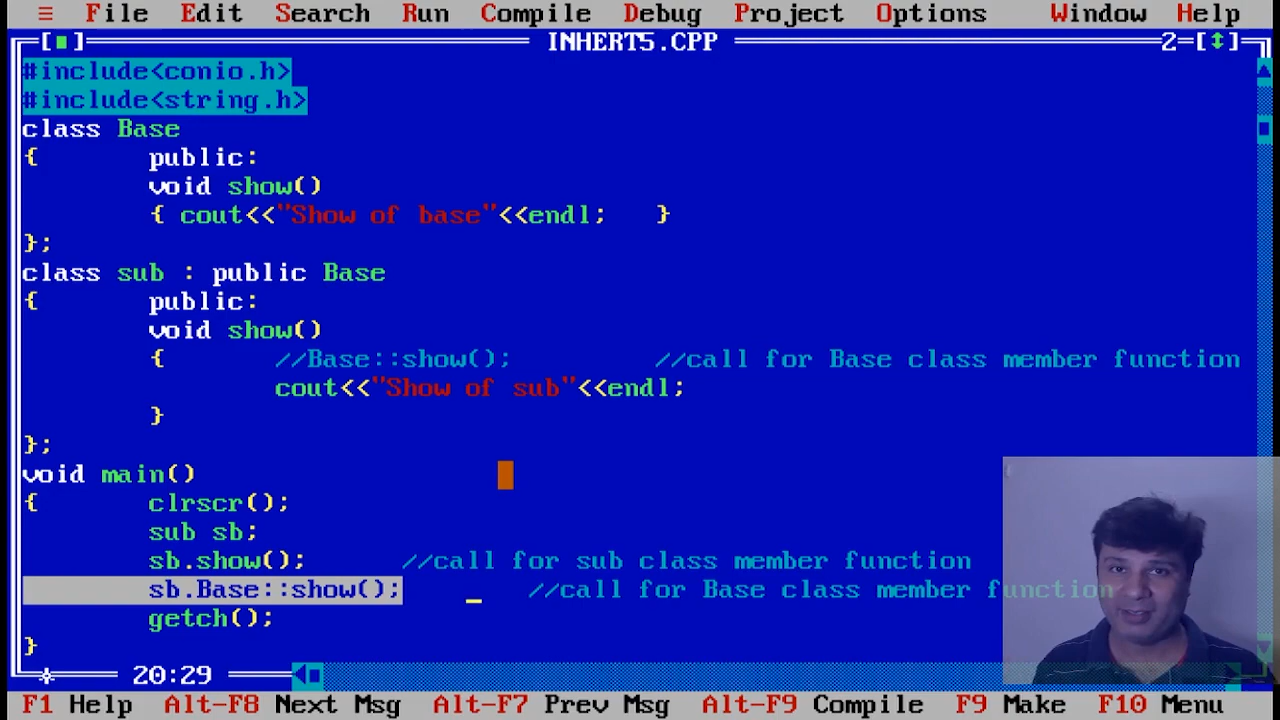 ≡ File Edit Search Run Compile Debug Project Options Window Help
[■] INHERT5.CPP 2=[↕]
#include<conio.h>
#include<string.h>
class Base
{ public:
void show()
{ cout<<"Show of base"<<endl; }
};
class sub : public Base
{ public:
void show()
{ //Base::show(); //call for Base class member function
cout<<"Show of sub"<<endl;
}
};
void main()
{ clrscr();
sub sb;
sb.show(); //call for sub class member function
sb.Base::show(); //call for Base class member function
getch();
}
20:29
F1 Help Alt-F8 Next Msg Alt-F7 Prev Msg Alt-F9 Compile F9 Make F10 Menu